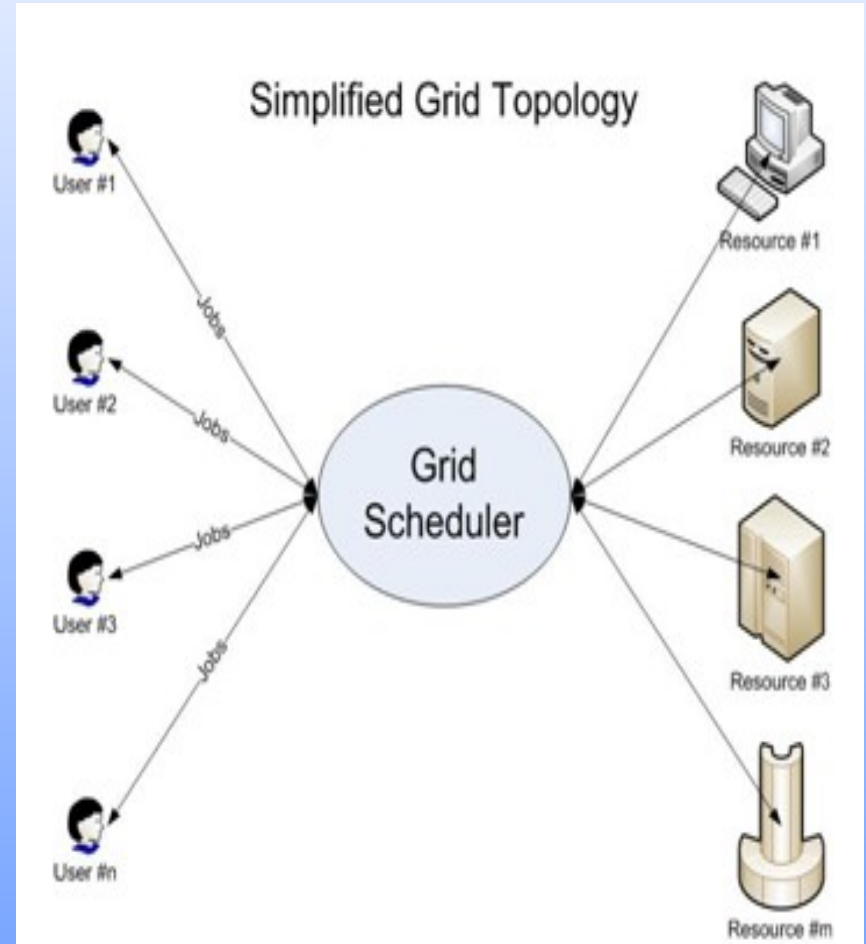 Simplified Grid Topology
User #1
Resource #1
Jobs
User #2
Jobs
Resource #2
Grid
Scheduler
Jobs
User #3
Resource #3
Jobs
User #n
Resource #m